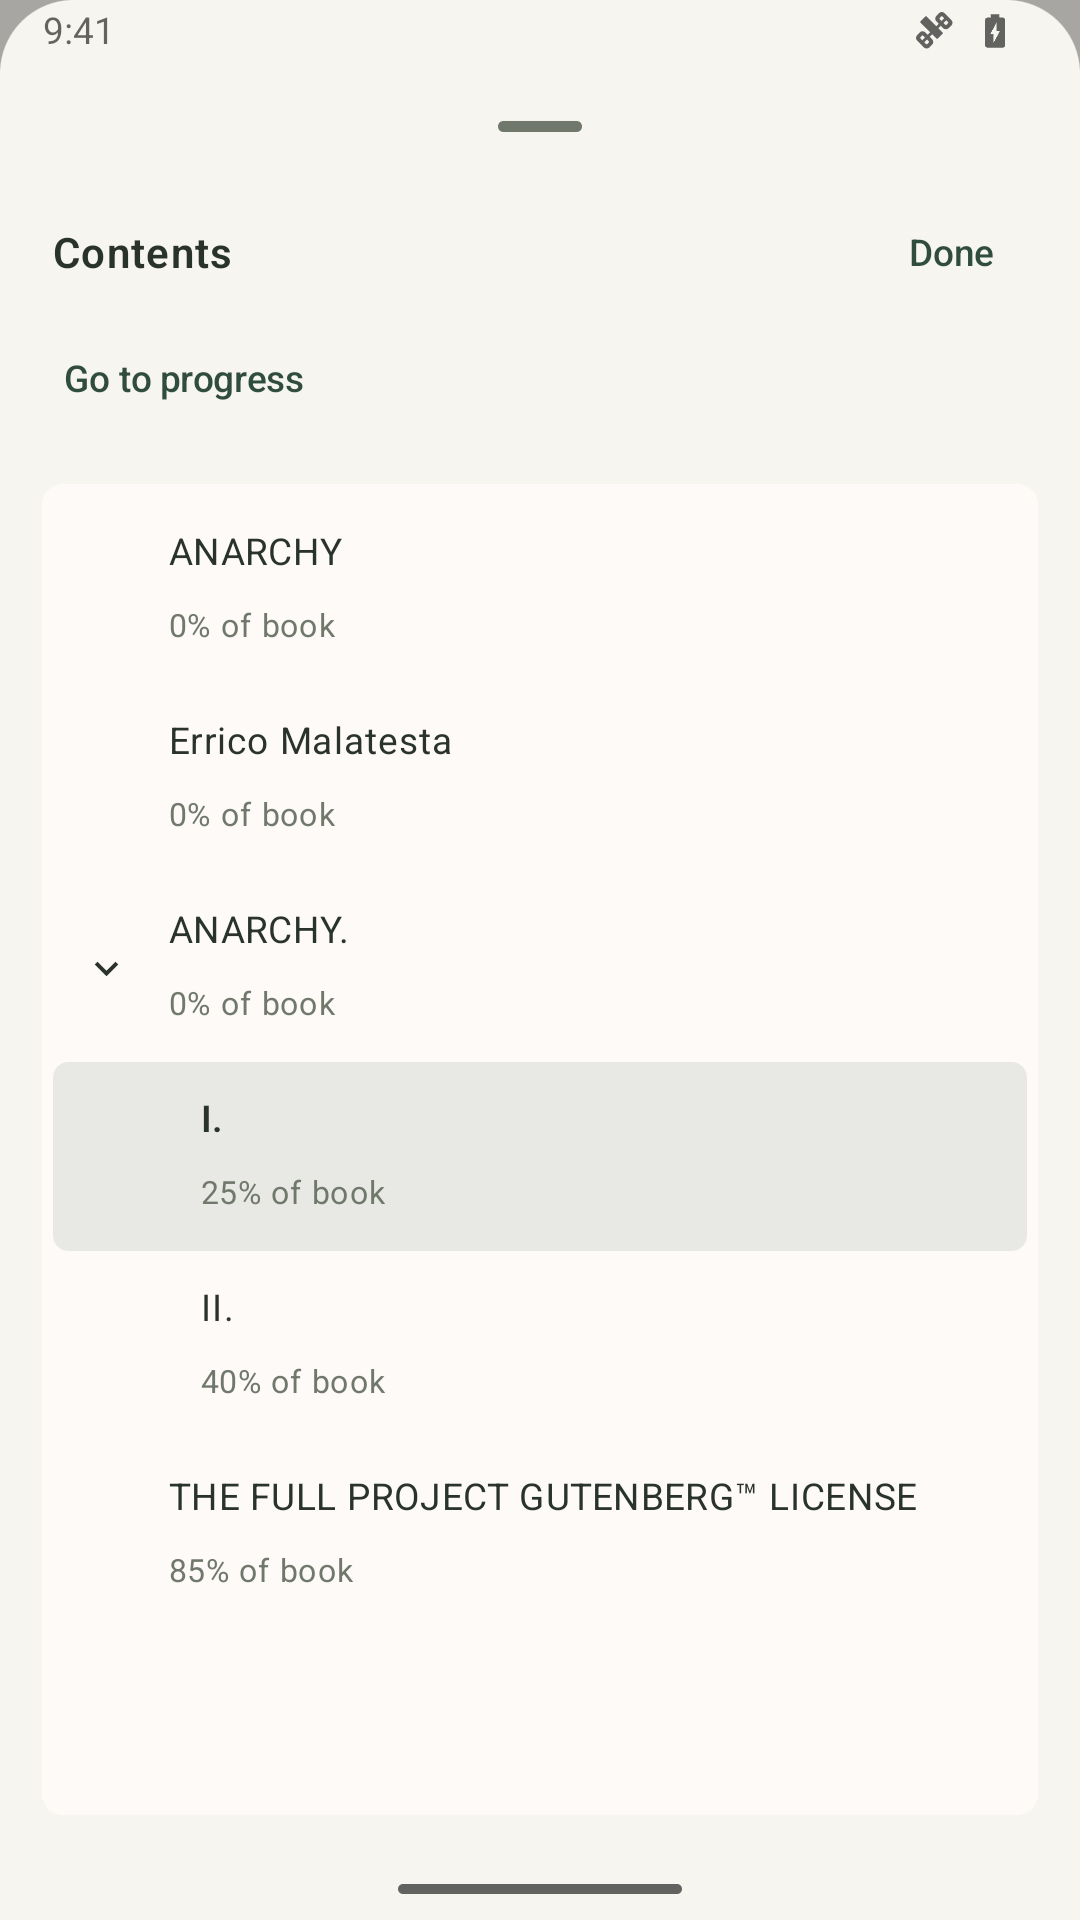 9:41
Contents
Done
Go to progress
ANARCHY
0% of book
Errico Malatesta
0% of book
ANARCHY.
0% of book
I.
25% of book
II.
40% of book
THE FULL PROJECT GUTENBERG™ LICENSE
85% of book